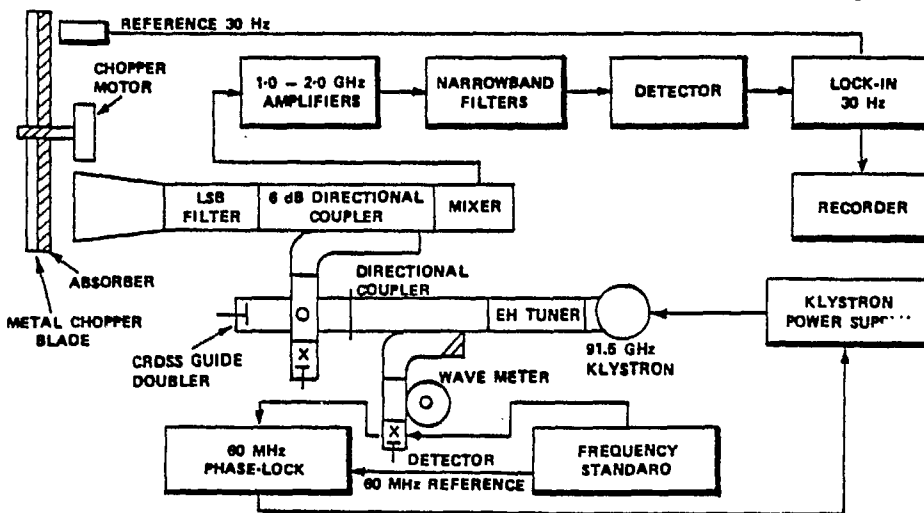 REFERENCE 30 Hz
CHOPPER
MOTOR
1·0 – 2·0 GHz
AMPLIFIERS
NARROWBAND
FILTERS
DETECTOR
LOCK-IN
30 Hz
LSB
FILTER
6 dB DIRECTIONAL
COUPLER
MIXER
RECORDER
ABSORBER
METAL CHOPPER
BLADE
DIRECTIONAL
COUPLER
CROSS GUIDE
DOUBLER
EH TUNER
91.5 GHz
KLYSTRON
KLYSTRON
POWER
X
WAVE METER
X
DETECTOR
60 MHz
PHASE-LOCK
60 MHz REFERENCE
FREQUENCY
STANDARD